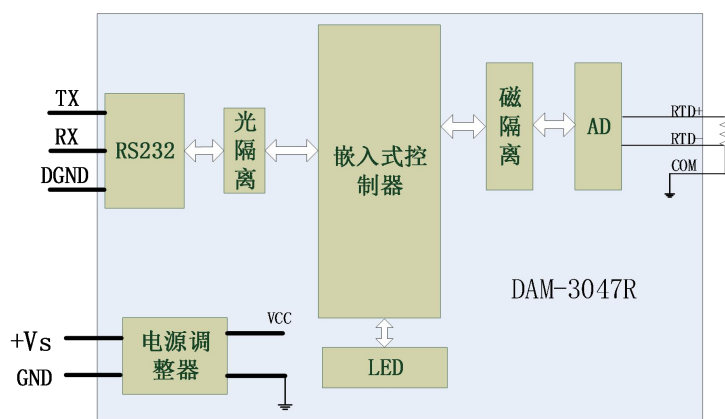 TX
RX
DGND
RS232
光
隔
离
嵌入式控
制器
磁
隔
离
AD
RTD+
RTD-
COM
DAM-3047R
+Vs
GND
电源调
整器
VCC
LED